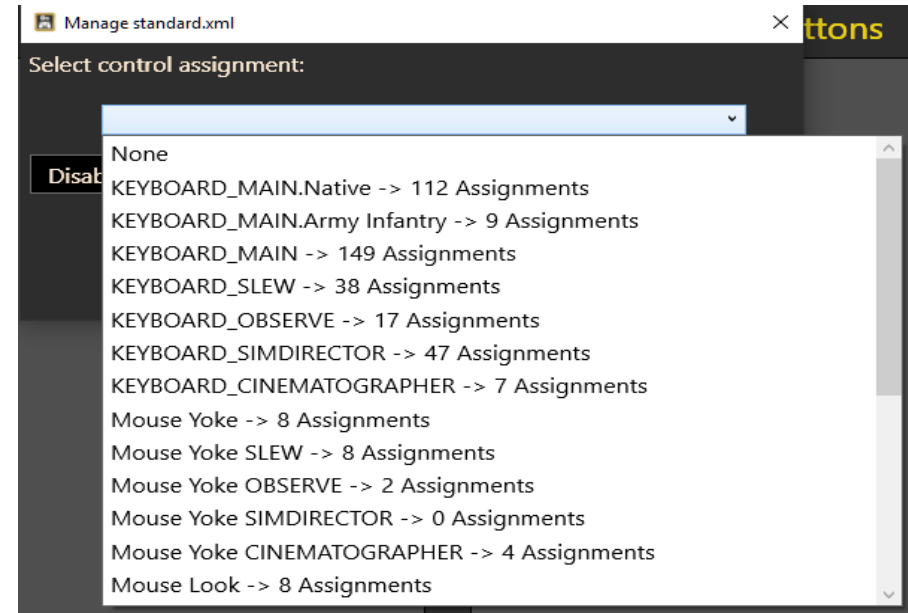 Manage standard.xml
ttons
Select control assignment:
Disab
None
KEYBOARD_MAIN.Native -> 112 Assignments
KEYBOARD_MAIN.Army Infantry -> 9 Assignments
KEYBOARD_MAIN -> 149 Assignments
KEYBOARD_SLEW -> 38 Assignments
KEYBOARD_OBSERVE -> 17 Assignments
KEYBOARD_SIMDIRECTOR -> 47 Assignments
KEYBOARD_CINEMATOGRAPHER -> 7 Assignments
Mouse Yoke -> 8 Assignments
Mouse Yoke SLEW -> 8 Assignments
Mouse Yoke OBSERVE -> 2 Assignments
Mouse Yoke SIMDIRECTOR -> 0 Assignments
Mouse Yoke CINEMATOGRAPHER -> 4 Assignments
Mouse Look -> 8 Assignments